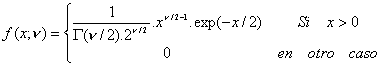 f(x;ν) = { 1 / Γ(ν/2).2^{ν/2} .x^{ν/2−1}.exp(−x/2) Si x > 0
0 en otro caso